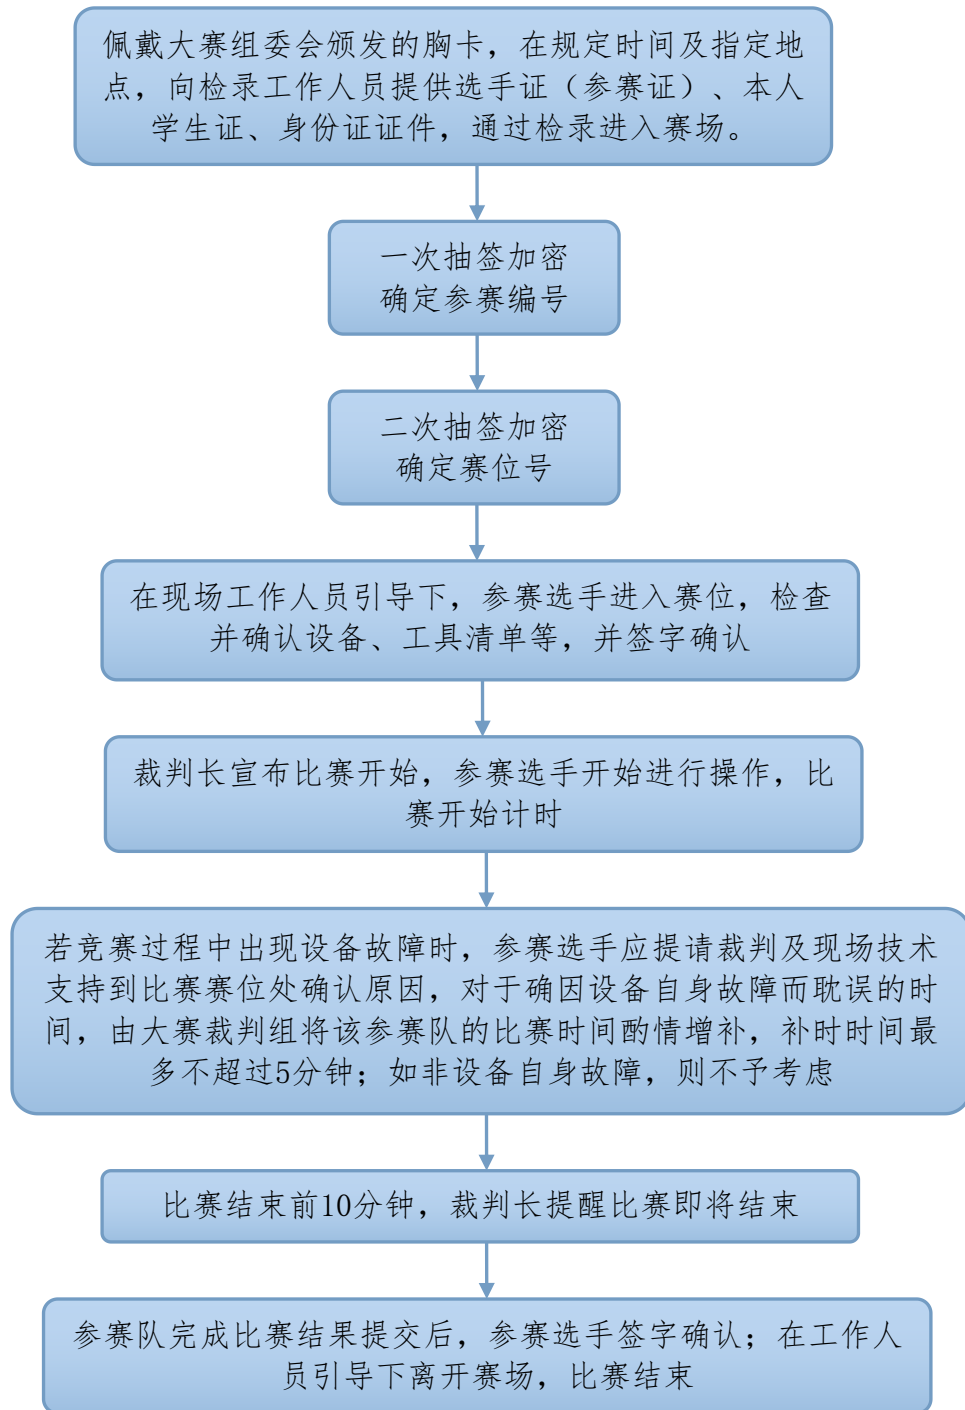 佩戴大赛组委会颁发的胸卡，在规定时间及指定地
点，向检录工作人员提供选手证（参赛证）、本人
学生证、身份证证件，通过检录进入赛场。
一次抽签加密
确定参赛编号
二次抽签加密
确定赛位号
在现场工作人员引导下，参赛选手进入赛位，检查
并确认设备、工具清单等，并签字确认
裁判长宣布比赛开始，参赛选手开始进行操作，比
赛开始计时
若竞赛过程中出现设备故障时，参赛选手应提请裁判及现场技术
支持到比赛赛位处确认原因，对于确因设备自身故障而耽误的时
间，由大赛裁判组将该参赛队的比赛时间酌情增补，补时时间最
多不超过5分钟；如非设备自身故障，则不予考虑
比赛结束前10分钟，裁判长提醒比赛即将结束
参赛队完成比赛结果提交后，参赛选手签字确认；在工作人
员引导下离开赛场，比赛结束